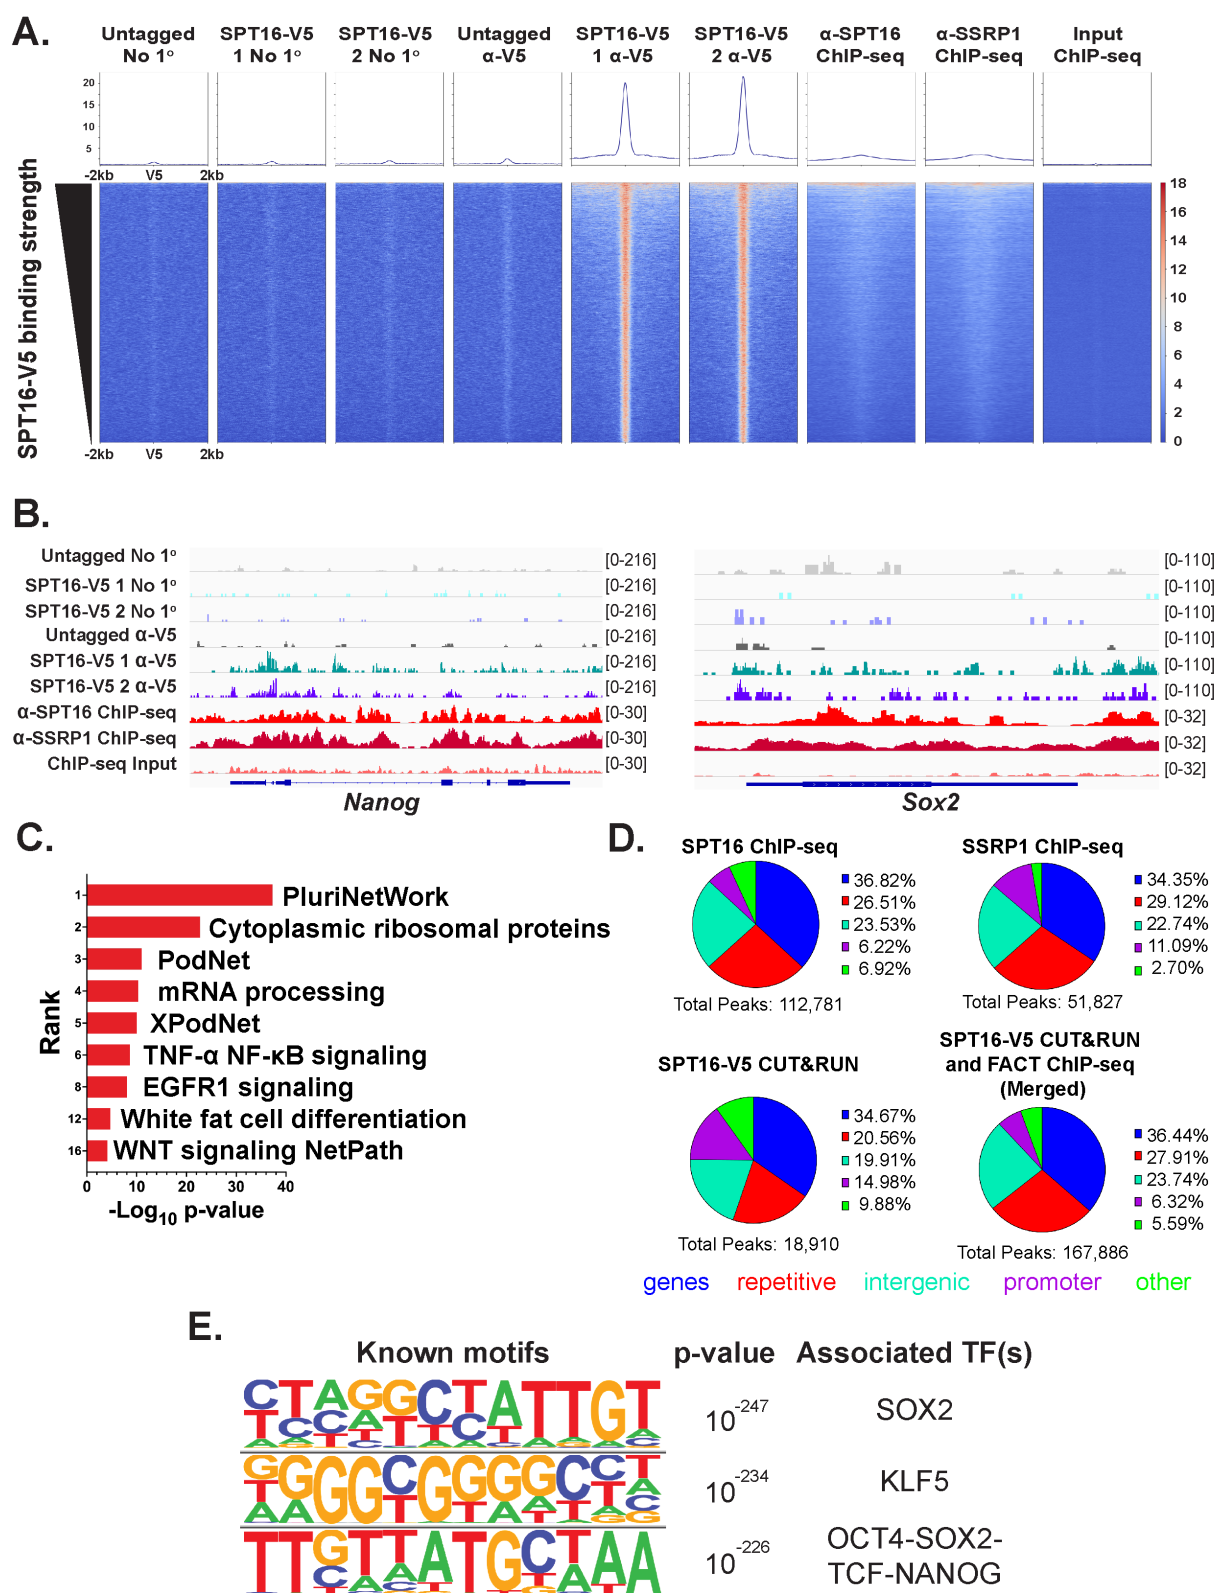 A.
Untagged No 1º
SPT16-V5 1 No 1º
SPT16-V5 2 No 1º
Untagged α-V5
SPT16-V5 1 α-V5
SPT16-V5 2 α-V5
α-SPT16 ChIP-seq
α-SSRP1 ChIP-seq
Input ChIP-seq
20
15
10
5
-2kb V5 2kb
SPT16-V5 binding strength
18
16
14
12
10
8
6
4
2
0
-2kb V5 2kb
B.
Untagged No 1º [0-216] [0-110]
SPT16-V5 1 No 1º [0-216] [0-110]
SPT16-V5 2 No 1º [0-216] [0-110]
Untagged α-V5 [0-216] [0-110]
SPT16-V5 1 α-V5 [0-216] [0-110]
SPT16-V5 2 α-V5 [0-216] [0-110]
α-SPT16 ChIP-seq [0-30] [0-32]
α-SSRP1 ChIP-seq [0-30] [0-32]
ChIP-seq Input [0-30] [0-32]
Nanog Sox2
C.
Rank
1 PluriNetWork
2 Cytoplasmic ribosomal proteins
3 PodNet
4 mRNA processing
5 XPodNet
6 TNF-α NF-κB signaling
8 EGFR1 signaling
12 White fat cell differentiation
16 WNT signaling NetPath
0 10 20 30 40
-Log10 p-value
D.
SPT16 ChIP-seq
36.82%
26.51%
23.53%
6.22%
6.92%
Total Peaks: 112,781
SSRP1 ChIP-seq
34.35%
29.12%
22.74%
11.09%
2.70%
Total Peaks: 51,827
SPT16-V5 CUT&RUN
34.67%
20.56%
19.91%
14.98%
9.88%
Total Peaks: 18,910
SPT16-V5 CUT&RUN
and FACT ChIP-seq
(Merged)
36.44%
27.91%
23.74%
6.32%
5.59%
Total Peaks: 167,886
genes repetitive intergenic promoter other
E.
Known motifs p-value Associated TF(s)
10-247 SOX2
10-234 KLF5
10-226 OCT4-SOX2-
TCF-NANOG